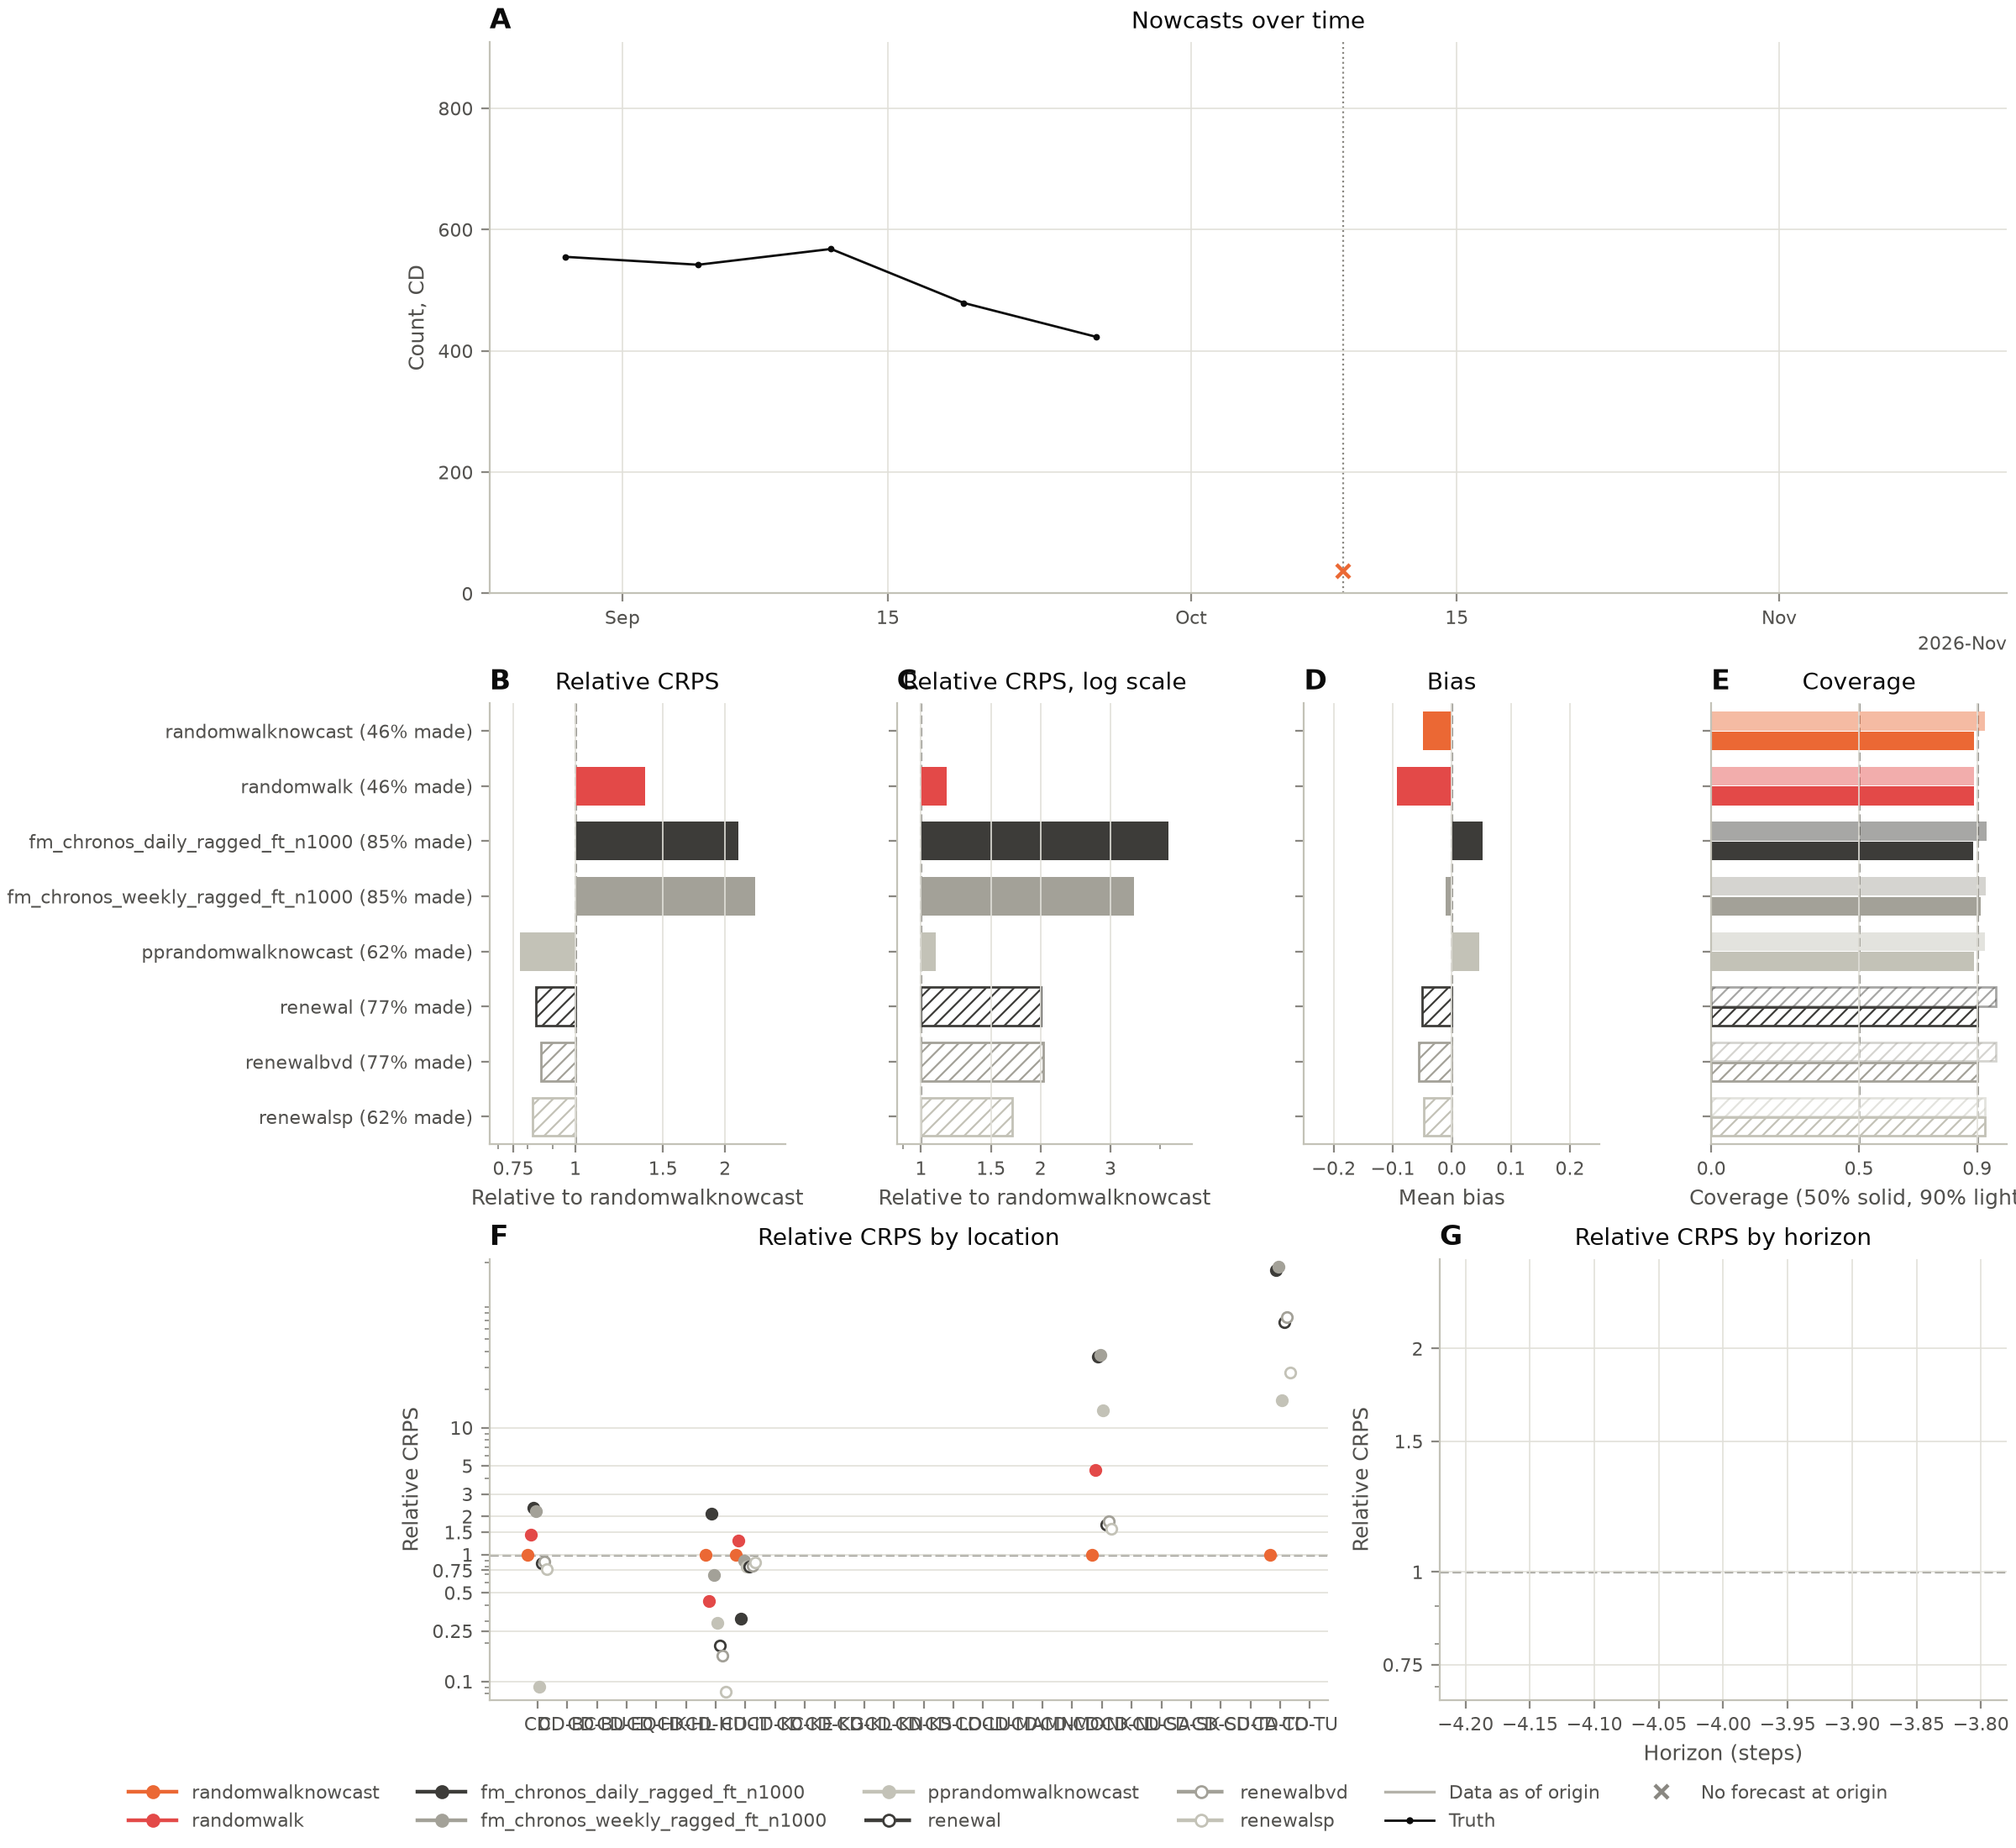 A
Nowcasts over time
Count, CD
800
600
400
200
0
Sep
15
Oct
15
Nov
2026-Nov
B
Relative CRPS
C
Relative CRPS, log scale
D
Bias
E
Coverage
randomwalknowcast (46% made)
randomwalk (46% made)
fm_chronos_daily_ragged_ft_n1000 (85% made)
fm_chronos_weekly_ragged_ft_n1000 (85% made)
pprandomwalknowcast (62% made)
renewal (77% made)
renewalbvd (77% made)
renewalsp (62% made)
0.75 1 1.5 2
1 1.5 2 3
−0.2 −0.1 0.0 0.1 0.2
0.0 0.5 0.9
Relative to randomwalknowcast
Relative to randomwalknowcast
Mean bias
Coverage (50% solid, 90% light
F
Relative CRPS by location
Relative CRPS
10
5
3
2
1.5
1
0.75
0.5
0.25
0.1
G
Relative CRPS by horizon
Relative CRPS
2
1.5
1
0.75
−4.20 −4.15 −4.10 −4.05 −4.00 −3.95 −3.90 −3.85 −3.80
Horizon (steps)
randomwalknowcast
randomwalk
fm_chronos_daily_ragged_ft_n1000
fm_chronos_weekly_ragged_ft_n1000
pprandomwalknowcast
renewal
renewalbvd
renewalsp
Data as of origin
Truth
No forecast at origin